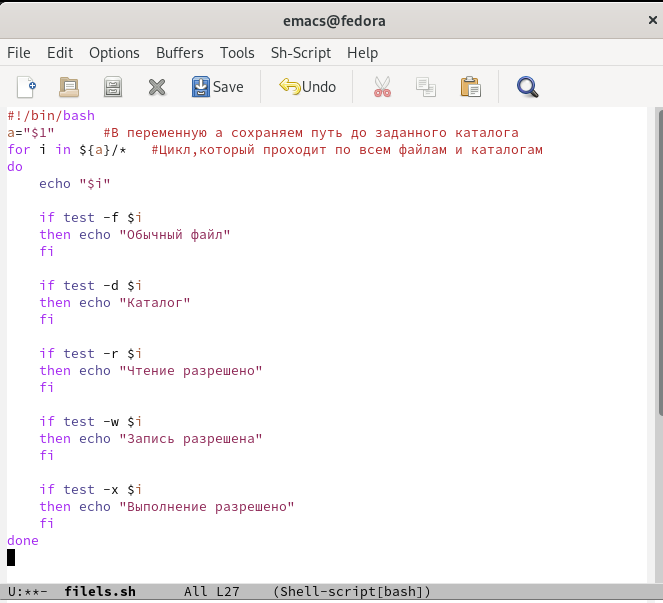 emacs@fedora
×
File Edit Options Buffers Tools Sh-Script Help
Save Undo
#!/bin/bash
a="$1"      #В переменную а сохраняем путь до заданного каталога
for i in ${a}/*   #Цикл,который проходит по всем файлам и каталогам
do
    echo "$i"
    if test -f $i
    then echo "Обычный файл"
    fi
    if test -d $i
    then echo "Каталог"
    fi
    if test -r $i
    then echo "Чтение разрешено"
    fi
    if test -w $i
    then echo "Запись разрешена"
    fi
    if test -x $i
    then echo "Выполнение разрешено"
    fi
done
U:**-  filels.sh      All L27    (Shell-script[bash])